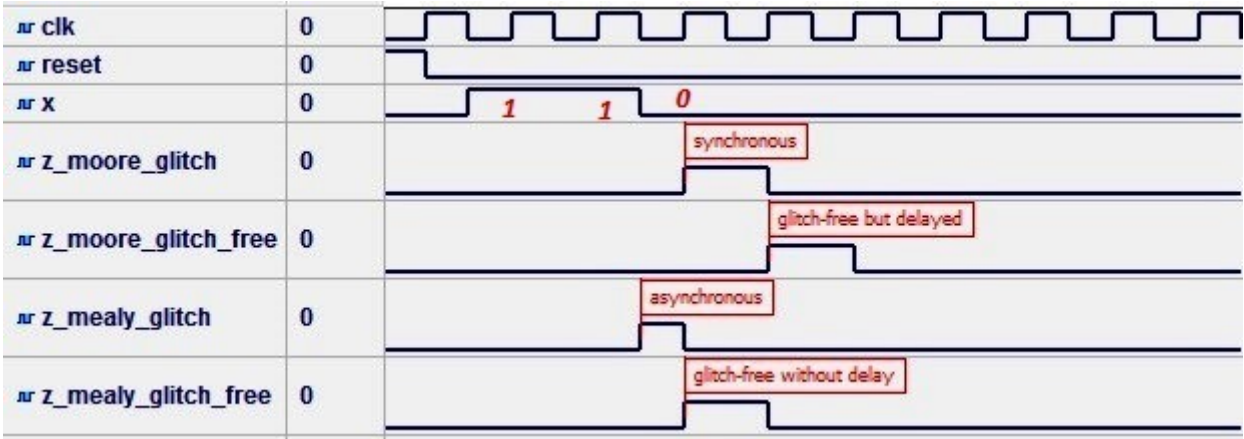 clk 0
reset 0
x 0 1 1 0
synchronous
z_moore_glitch 0
glitch-free but delayed
z_moore_glitch_free 0
asynchronous
z_mealy_glitch 0
glitch-free without delay
z_mealy_glitch_free 0